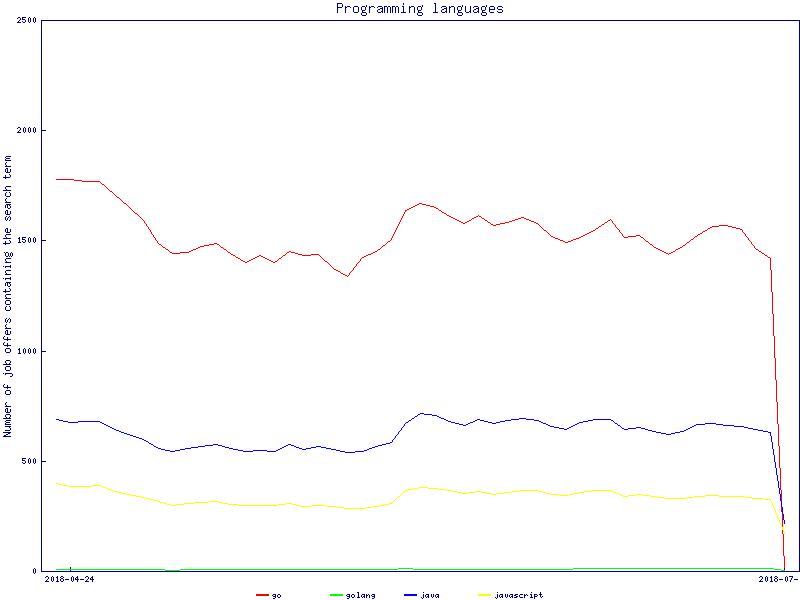 Programming languages
Number of job offers containing the search term
2500
2000
1500
1000
500
0
2018-04-24
2018-07-
go
golang
java
javascript